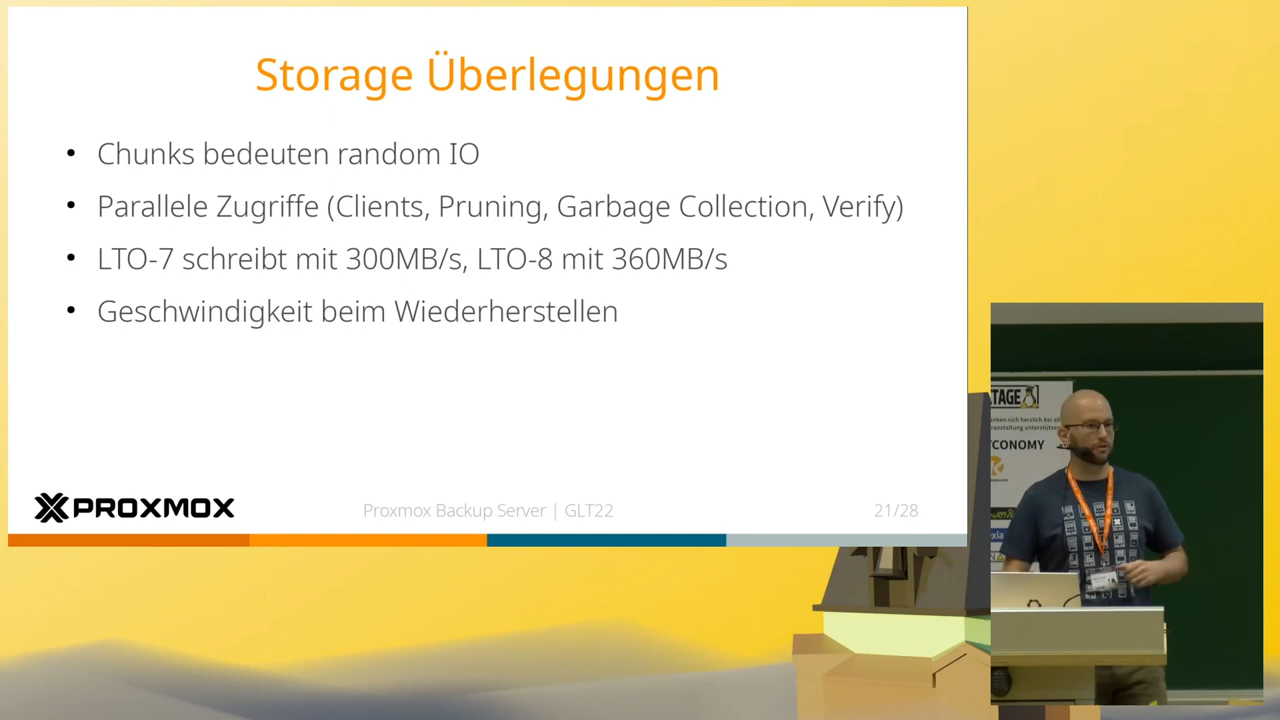 Storage Überlegungen
• Chunks bedeuten random IO
• Parallele Zugriffe (Clients, Pruning, Garbage Collection, Verify)
• LTO-7 schreibt mit 300MB/s, LTO-8 mit 360MB/s
• Geschwindigkeit beim Wiederherstellen
PROXMOX
Proxmox Backup Server | GLT22
21/28
TAGE